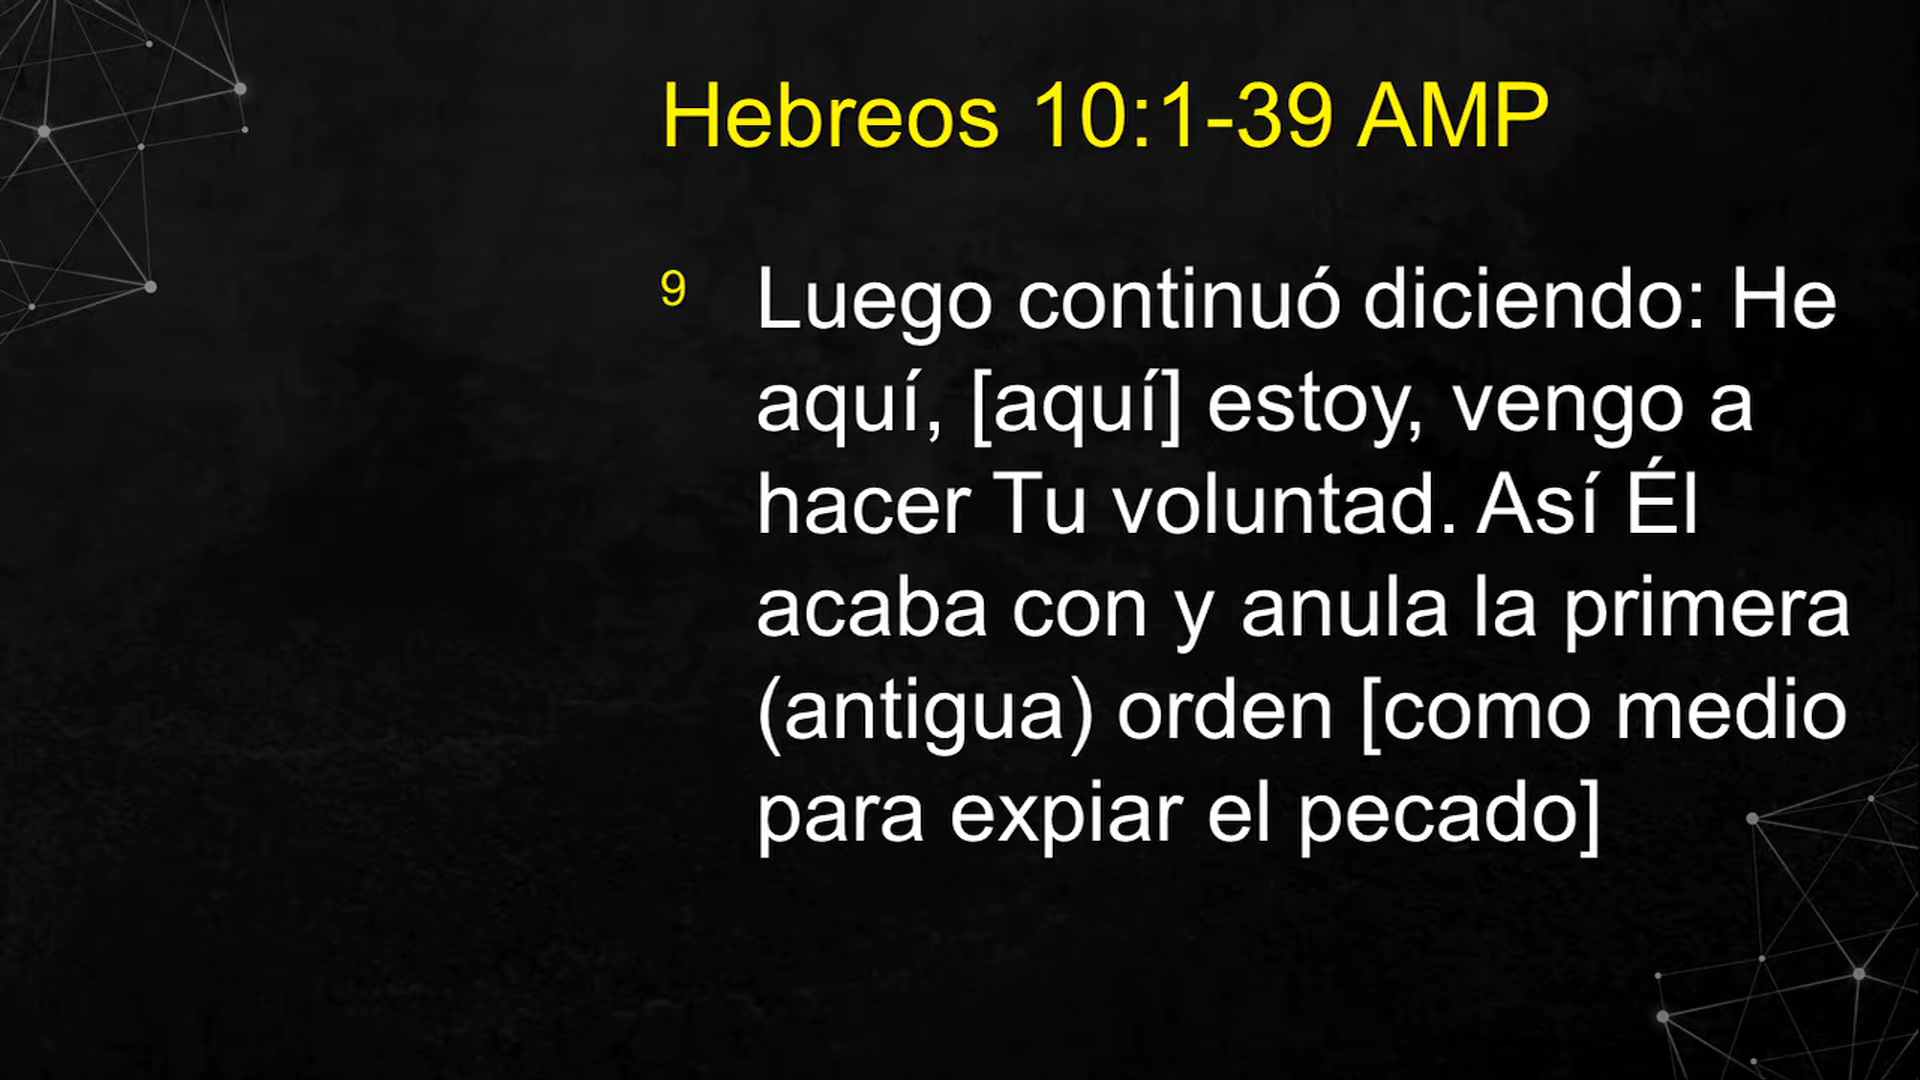 Hebreos 10:1-39 AMP
9 Luego continuó diciendo: He
aquí, [aquí] estoy, vengo a
hacer Tu voluntad. Así Él
acaba con y anula la primera
(antigua) orden [como medio
para expiar el pecado]